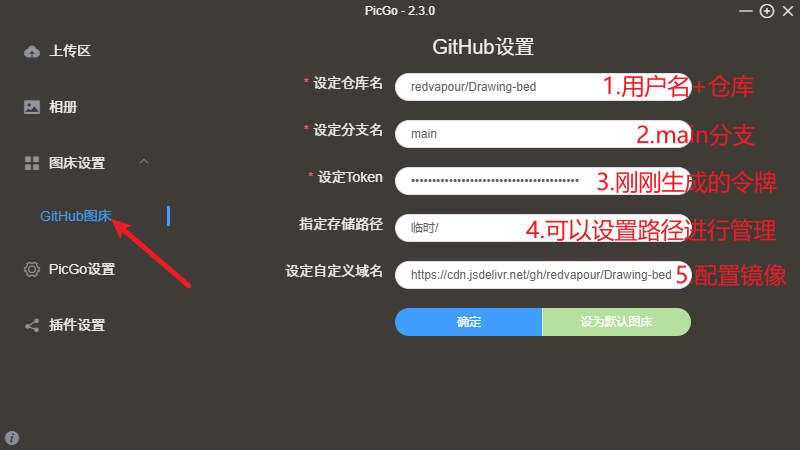 PicGo - 2.3.0
上传区
相册
图床设置
GitHub图床
PicGo设置
插件设置
GitHub设置
* 设定仓库名 redvapour/Drawing-bed 1.用户名+仓库
* 设定分支名 main 2.main分支
* 设定Token 3.刚刚生成的令牌
指定存储路径 临时/ 4.可以设置路径进行管理
设定自定义域名 https://cdn.jsdelivr.net/gh/redvapour/Drawing-bed 5.配置镜像
确定 设为默认图床